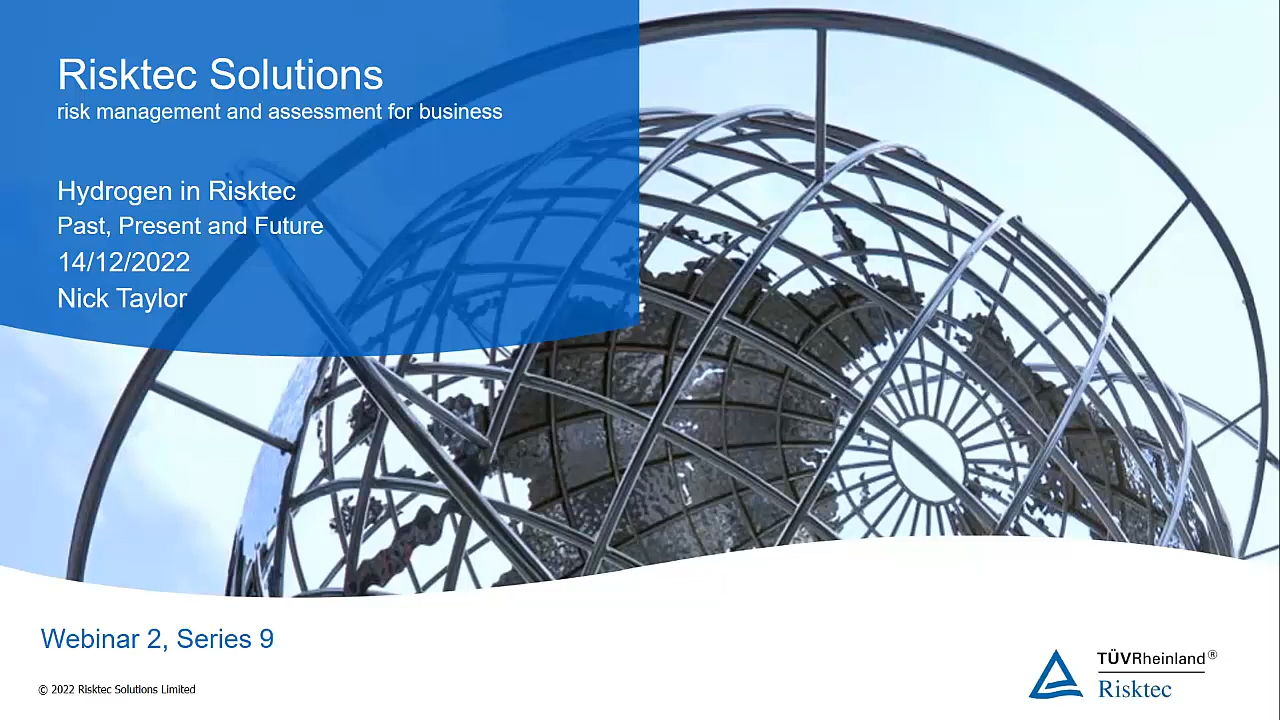 Risktec Solutions
risk management and assessment for business
Hydrogen in Risktec
Past, Present and Future
14/12/2022
Nick Taylor
Webinar 2, Series 9
© 2022 Risktec Solutions Limited
TÜVRheinland®
Risktec